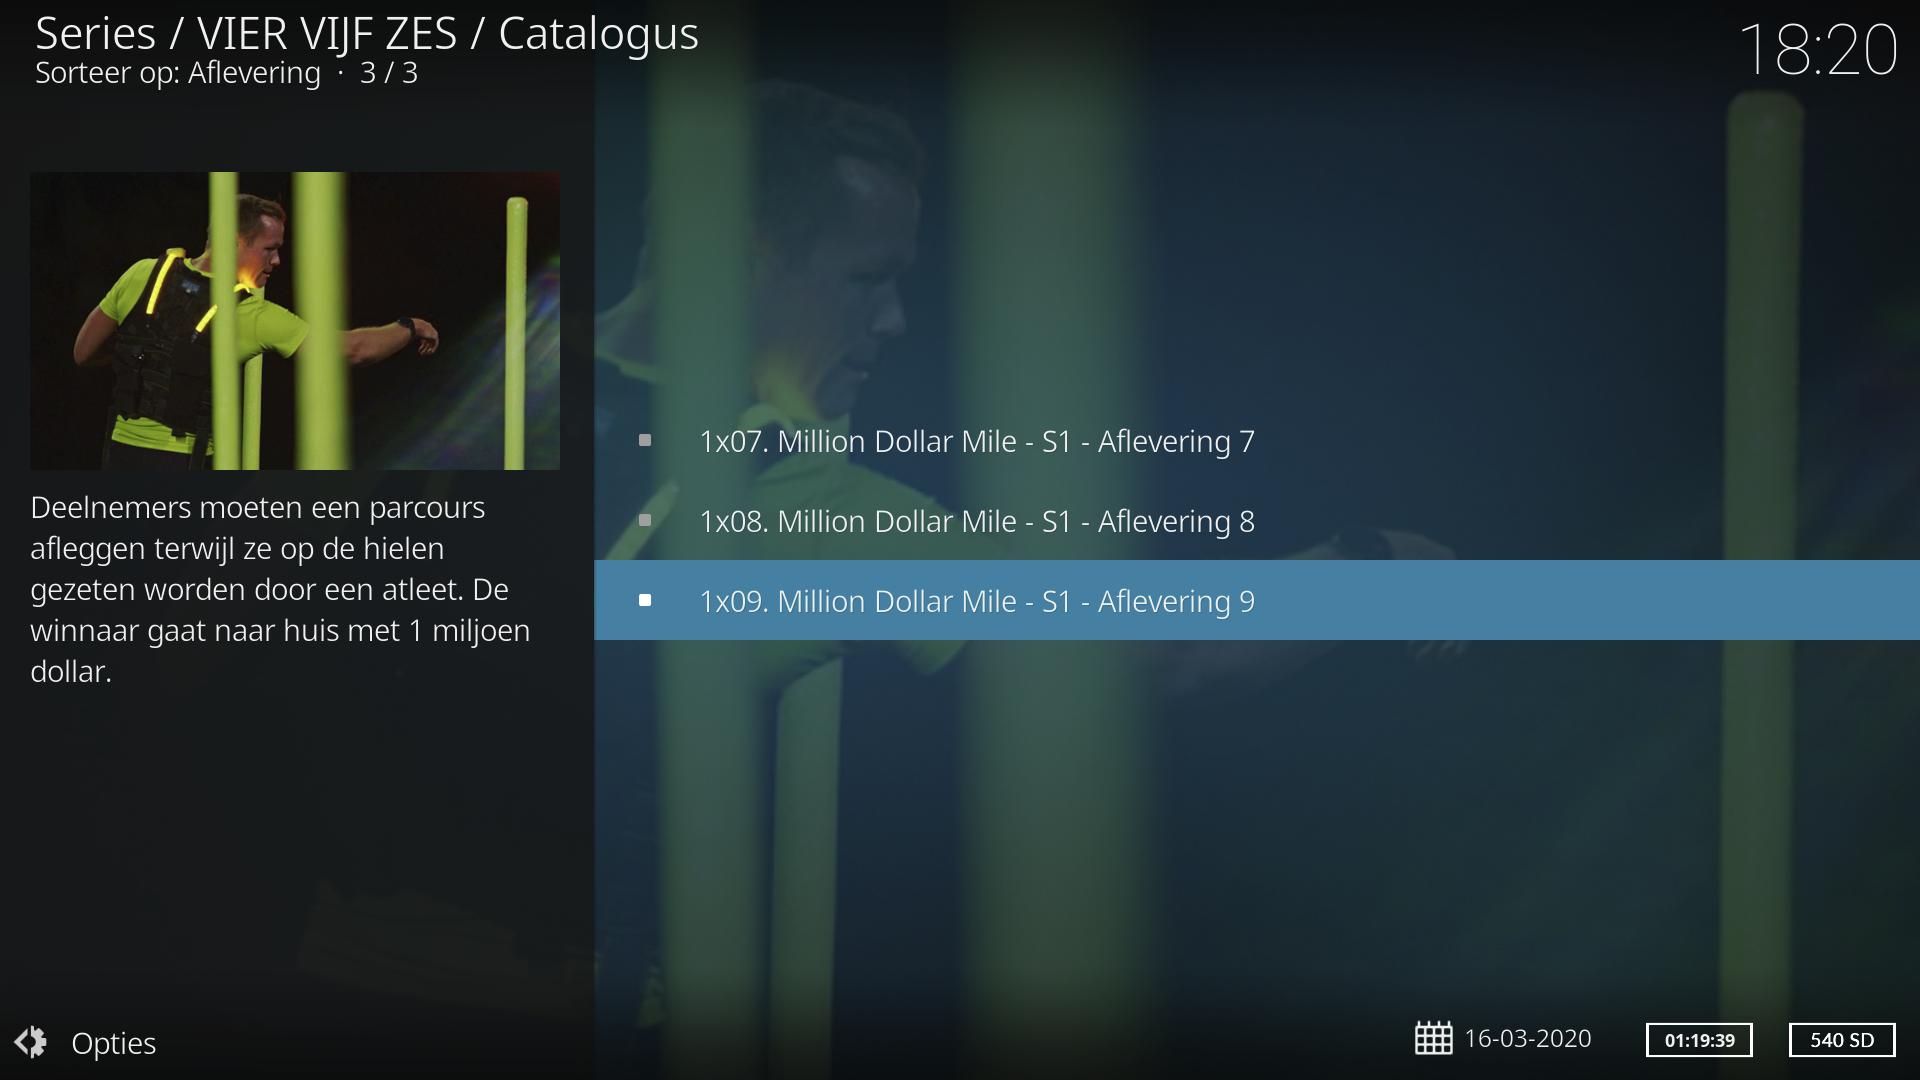 Series / VIER VIJF ZES / Catalogus
Sorteer op: Aflevering · 3 / 3
18:20
Deelnemers moeten een parcours
afleggen terwijl ze op de hielen
gezeten worden door een atleet. De
winnaar gaat naar huis met 1 miljoen
dollar.
1x07. Million Dollar Mile - S1 - Aflevering 7
1x08. Million Dollar Mile - S1 - Aflevering 8
1x09. Million Dollar Mile - S1 - Aflevering 9
Opties
16-03-2020
01:19:39
540 SD